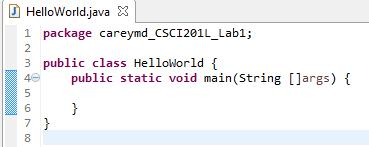 HelloWorld.java
1 package careymd_CSCI201L_Lab1;
2
3 public class HelloWorld {
4 public static void main(String []args) {
5
6 }
7 }
8